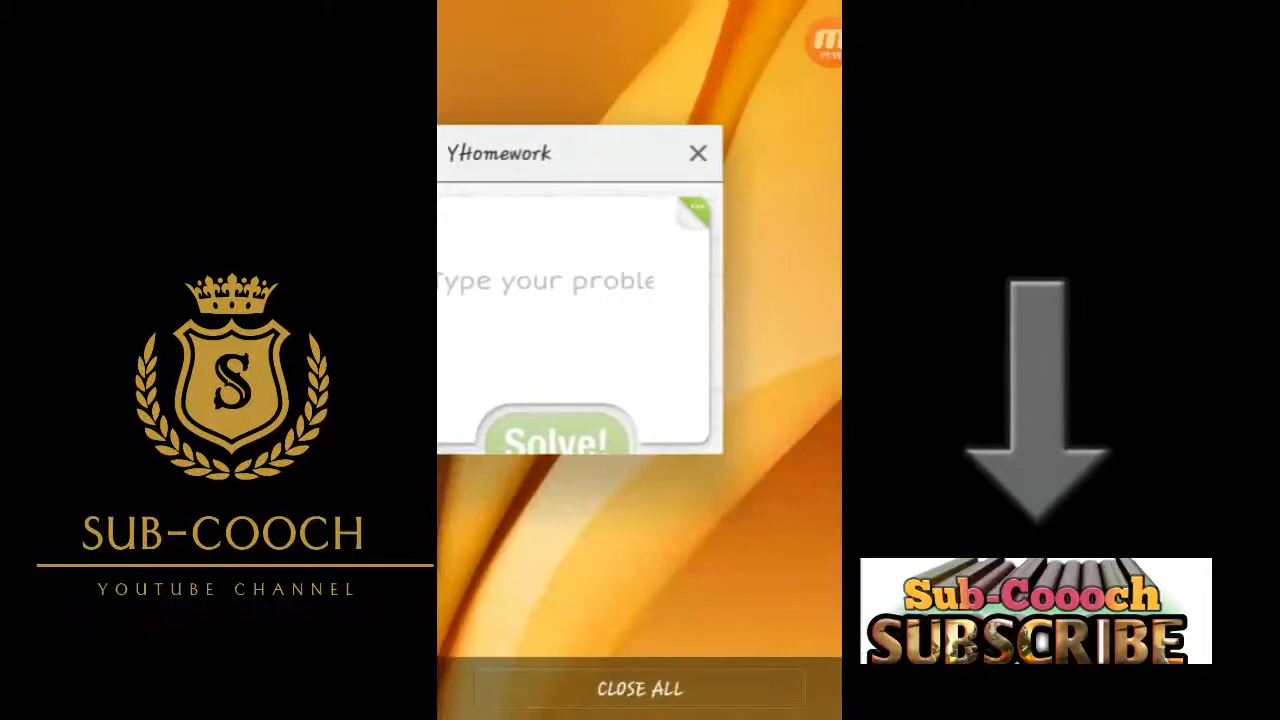 S
SUB-COOCH
YOUTUBE CHANNEL
YHomework
Type your proble
Solve!
CLOSE ALL
Sub-Coooch
SUBSCRIBE